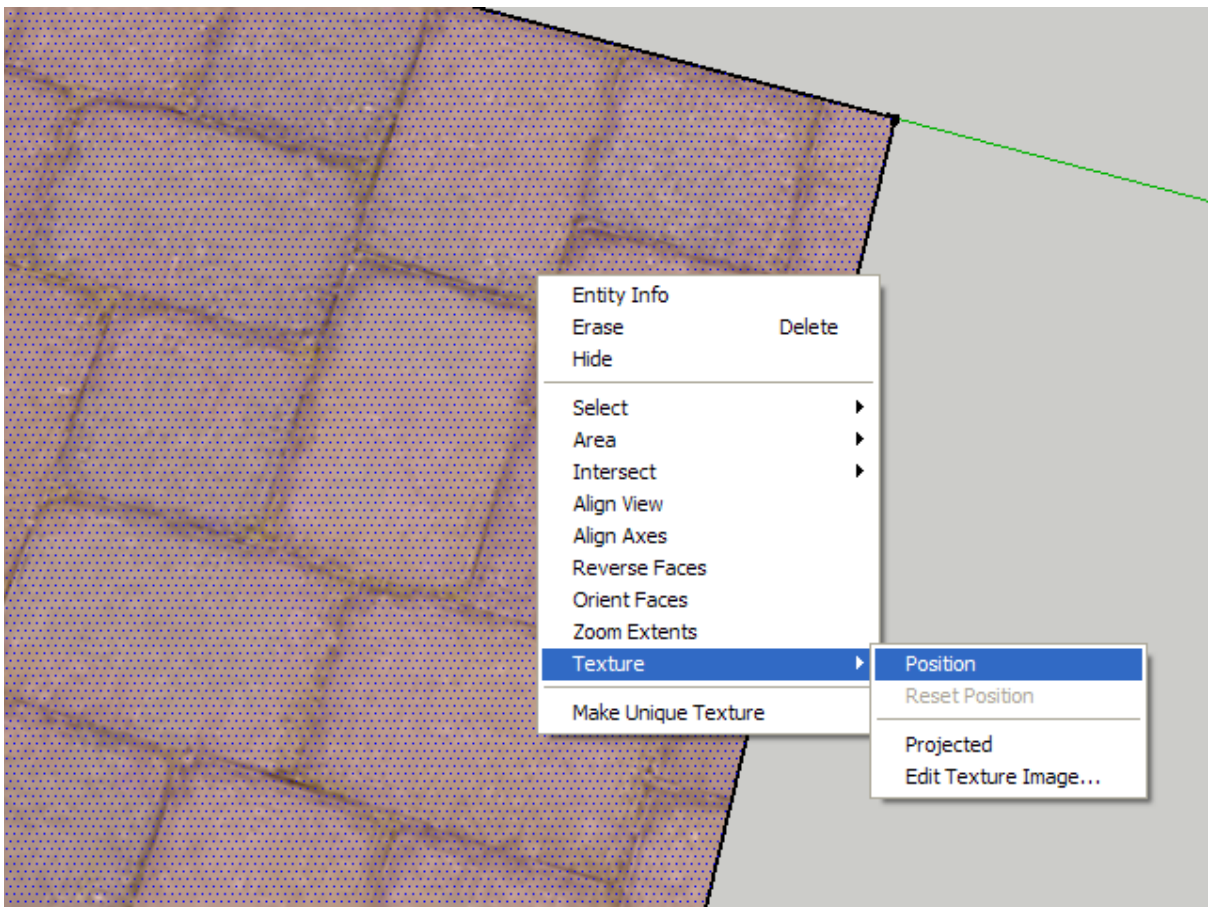 Entity Info
Erase Delete
Hide
Select
Area
Intersect
Align View
Align Axes
Reverse Faces
Orient Faces
Zoom Extents
Texture
Make Unique Texture
Position
Reset Position
Projected
Edit Texture Image...